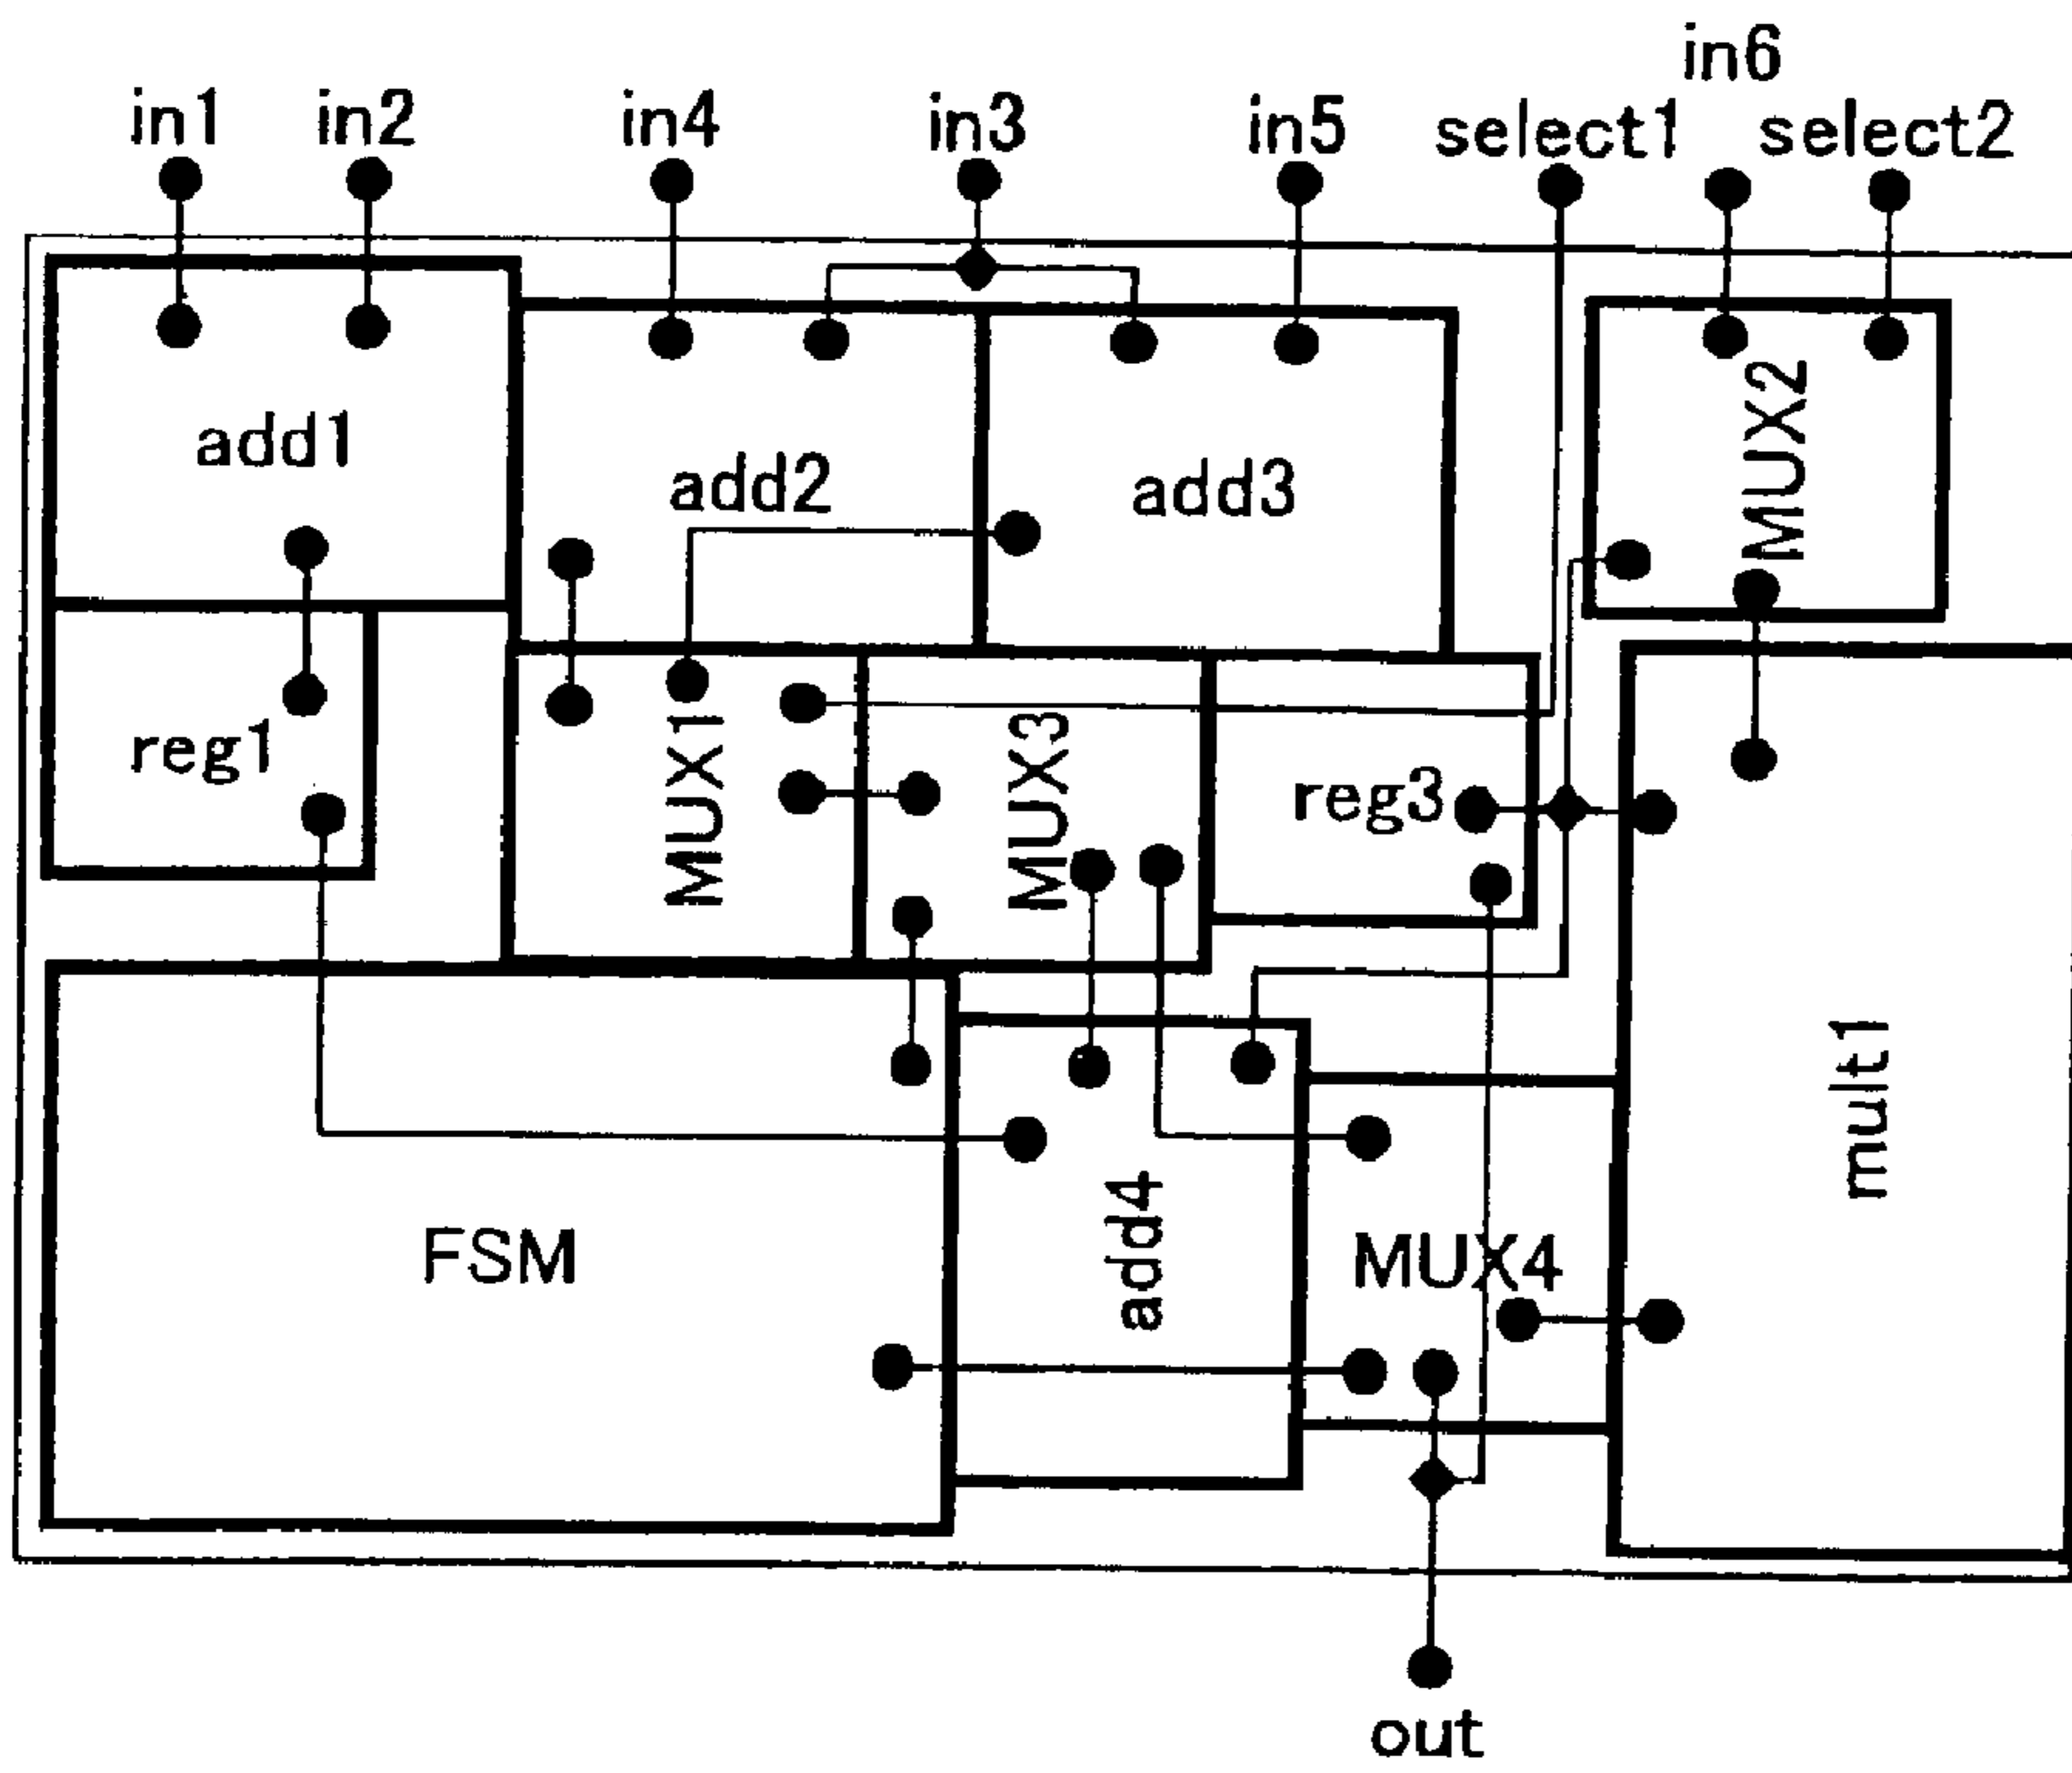 in6
in1 in2 in4 in3 in5 select1 select2
add1 add2 add3 MUX2
reg1 MUX1 MUX3 reg3
mult1
FSM add4 MUX4
out